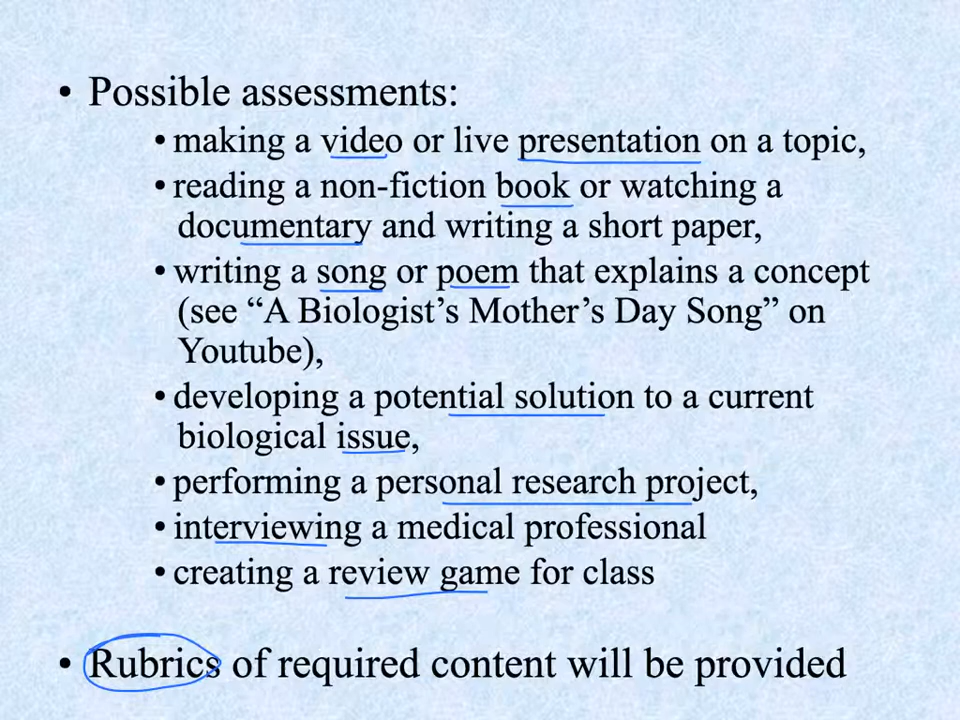 • Possible assessments:
• making a video or live presentation on a topic,
• reading a non-fiction book or watching a
documentary and writing a short paper,
• writing a song or poem that explains a concept
(see “A Biologist’s Mother’s Day Song” on
Youtube),
• developing a potential solution to a current
biological issue,
• performing a personal research project,
• interviewing a medical professional
• creating a review game for class
• Rubrics of required content will be provided